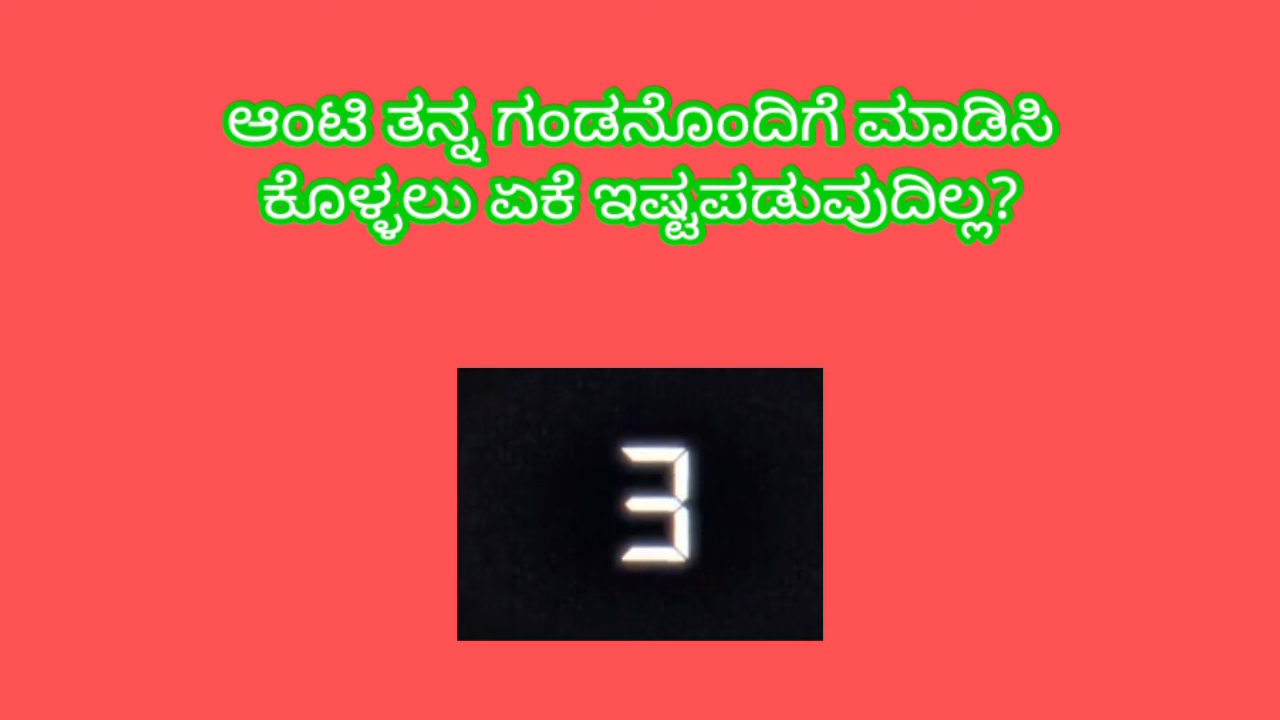 ಆಂಟಿ ತನ್ನ ಗಂಡನೊಂದಿಗೆ ಮಾಡಿಸಿ
ಕೊಳ್ಳಲು ಏಕೆ ಇಷ್ಟಪಡುವುದಿಲ್ಲ?
3